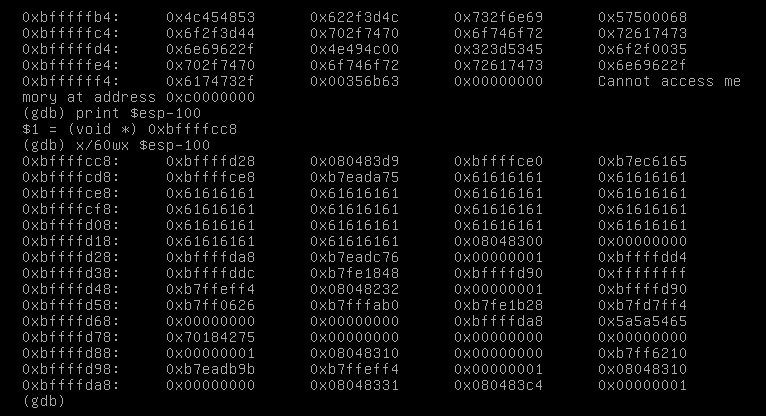 0xbfffffb4: 0x4c454853 0x622f3d4c 0x732f6e69 0x57500068
0xbfffffc4: 0x6f2f3d44 0x702f7470 0x6f746f72 0x72617473
0xbfffffd4: 0x6e69622f 0x4e494c00 0x323d5345 0x6f2f0035
0xbfffffe4: 0x702f7470 0x6f746f72 0x72617473 0x6e69622f
0xbffffff4: 0x6174732f 0x00356b63 0x00000000 Cannot access me
mory at address 0xc0000000
(gdb) print $esp-100
$1 = (void *) 0xbffffcc8
(gdb) x/60wx $esp-100
0xbffffcc8: 0xbffffd28 0x080483d9 0xbffffce0 0xb7ec6165
0xbffffcd8: 0xbffffce8 0xb7eada75 0x61616161 0x61616161
0xbffffce8: 0x61616161 0x61616161 0x61616161 0x61616161
0xbffffcf8: 0x61616161 0x61616161 0x61616161 0x61616161
0xbffffd08: 0x61616161 0x61616161 0x61616161 0x61616161
0xbffffd18: 0x61616161 0x61616161 0x08048300 0x00000000
0xbffffd28: 0xbffffda8 0xb7eadc76 0x00000001 0xbffffdd4
0xbffffd38: 0xbffffddc 0xb7fe1848 0xbffffd90 0xffffffff
0xbffffd48: 0xb7ffeff4 0x08048232 0x00000001 0xbffffd90
0xbffffd58: 0xb7ff0626 0xb7fffab0 0xb7fe1b28 0xb7fd7ff4
0xbffffd68: 0x00000000 0x00000000 0xbffffda8 0x5a5a5465
0xbffffd78: 0x70184275 0x00000000 0x00000000 0x00000000
0xbffffd88: 0x00000001 0x08048310 0x00000000 0xb7ff6210
0xbffffd98: 0xb7eadb9b 0xb7ffeff4 0x00000001 0x08048310
0xbffffda8: 0x00000000 0x08048331 0x080483c4 0x00000001
(gdb)